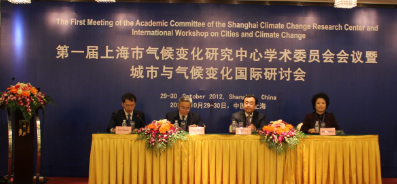 The First Meeting of the Academic Committee of the Shanghai Climate Change Research Center and
International Workshop on Cities and Climate Change
第一届上海市气候变化研究中心学术委员会会议暨
城市与气候变化国际研讨会
29-30 October 2012, Shanghai, China
10月29-30日, 中国 上海